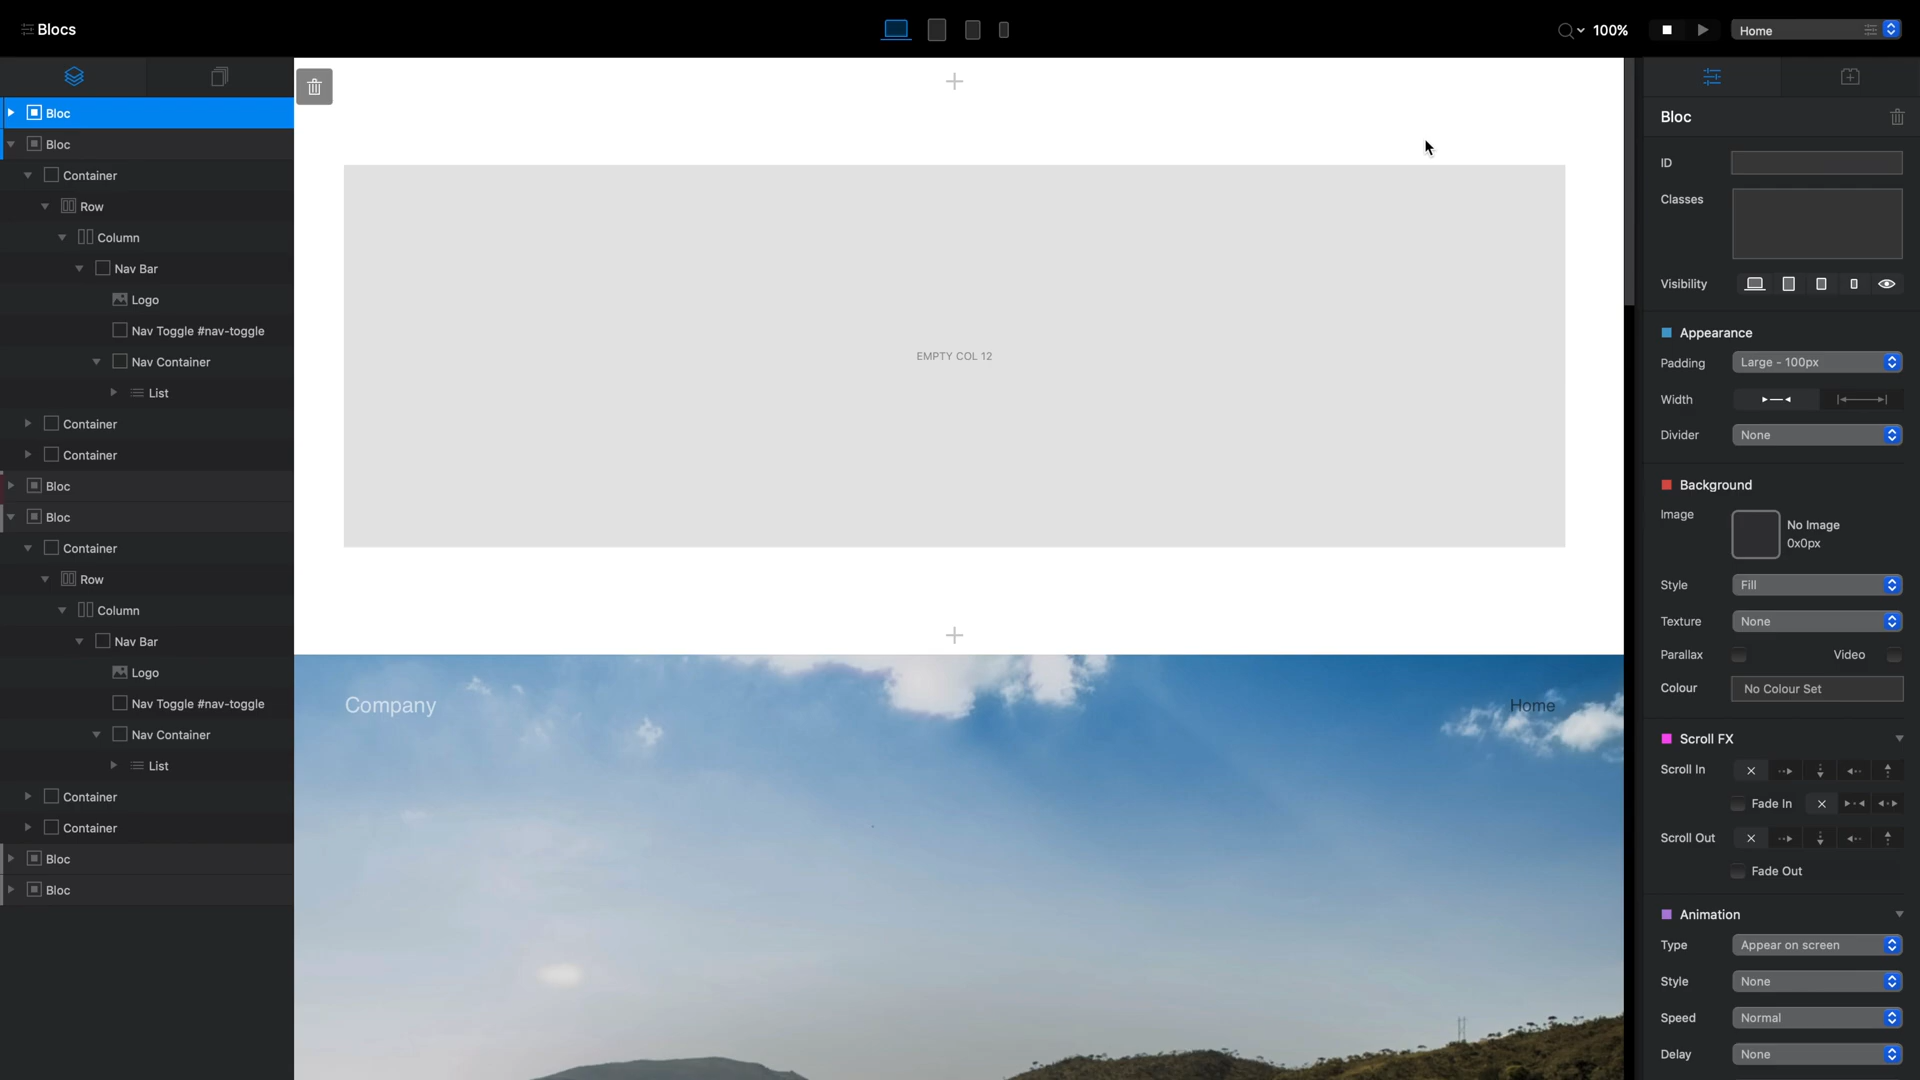 Blocs
100%
Home
Bloc
Bloc
Container
Row
Column
Nav Bar
Logo
Nav Toggle #nav-toggle
Nav Container
List
Container
Container
Bloc
Bloc
Container
Row
Column
Nav Bar
Logo
Nav Toggle #nav-toggle
Nav Container
List
Container
Container
Bloc
Bloc
EMPTY COL 12
Company
Home
Bloc
ID
Classes
Visibility
Appearance
Padding Large - 100px
Width
Divider None
Background
Image
No Image
0x0px
Style Fill
Texture None
Parallax Video
Colour No Colour Set
Scroll FX
Scroll In
Fade In
Scroll Out
Fade Out
Animation
Type Appear on screen
Style None
Speed Normal
Delay None